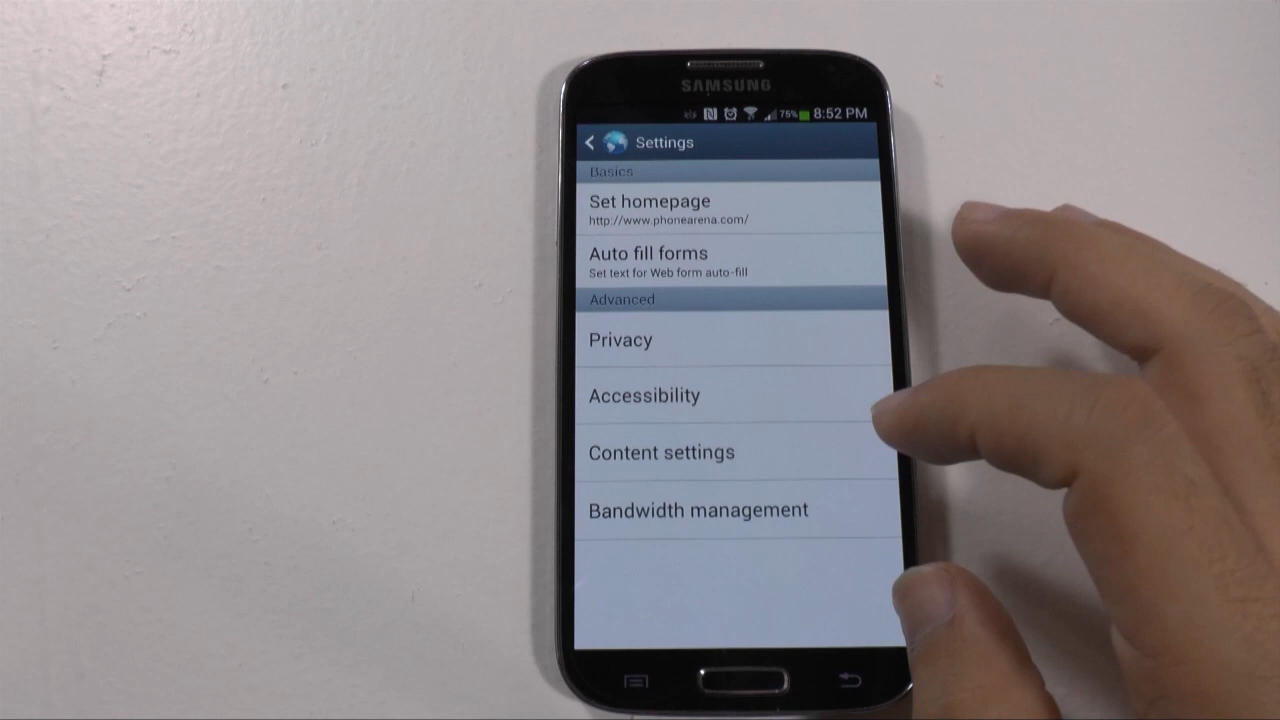 SAMSUNG
75% 8:52 PM
Settings
Basics
Set homepage
http://www.phonearena.com/
Auto fill forms
Set text for Web form auto-fill
Advanced
Privacy
Accessibility
Content settings
Bandwidth management